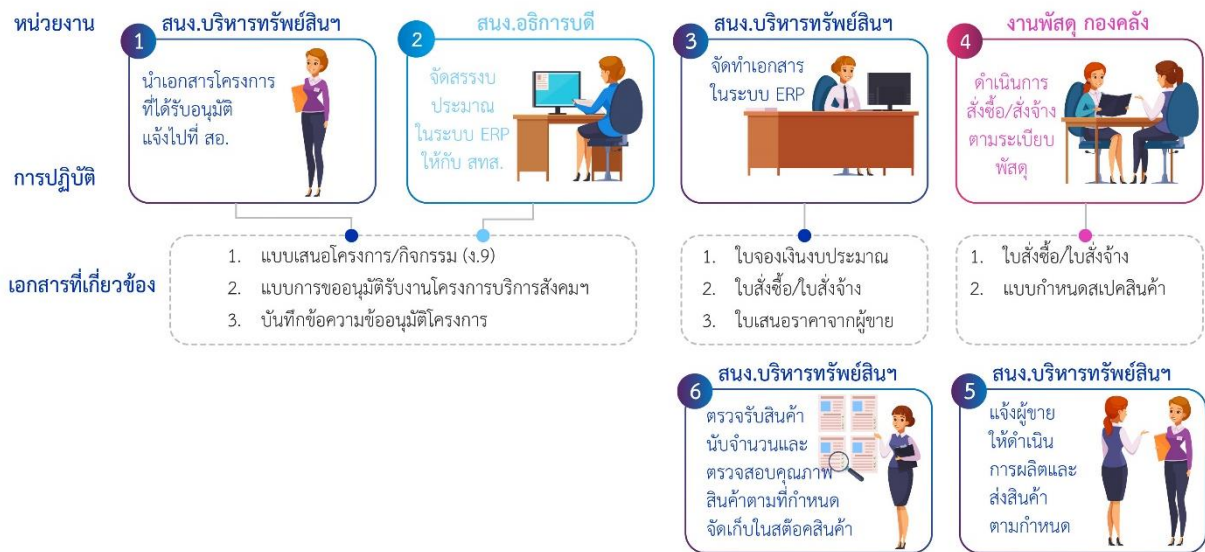 หน่วยงาน
สนง.บริหารทรัพย์สินฯ
1
นำเอกสารโครงการ
ที่ได้รับอนุมัติ
แจ้งไปที่ สอ.
สนง.อธิการบดี
2
จัดสรรงบ
ประมาณ
ในระบบ ERP
ให้กับ สทส.
สนง.บริหารทรัพย์สินฯ
3
จัดทำเอกสาร
ในระบบ ERP
งานพัสดุ กองคลัง
4
ดำเนินการ
สั่งซื้อ/สั่งจ้าง
ตามระเบียบ
พัสดุ
การปฏิบัติ
เอกสารที่เกี่ยวข้อง
1. แบบเสนอโครงการ/กิจกรรม (ง.9)
2. แบบการขออนุมัติรับงานโครงการบริการสังคมฯ
3. บันทึกข้อความข้ออนุมัติโครงการ
1. ใบจองเงินงบประมาณ
2. ใบสั่งซื้อ/ใบสั่งจ้าง
3. ใบเสนอราคาจากผู้ขาย
1. ใบสั่งซื้อ/ใบสั่งจ้าง
2. แบบกำหนดสเปคสินค้า
สนง.บริหารทรัพย์สินฯ
6
ตรวจรับสินค้า
นับจำนวนและ
ตรวจสอบคุณภาพ
สินค้าตามที่กำหนด
จัดเก็บในสต๊อคสินค้า
สนง.บริหารทรัพย์สินฯ
5
แจ้งผู้ขาย
ให้ดำเนิน
การผลิตและ
ส่งสินค้า
ตามกำหนด